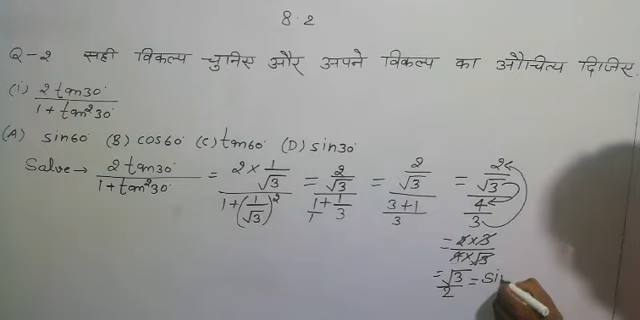 8.2
Q-2 सही विकल्प चुनिए और अपने विकल्प का औचित्य दिजिए.
(i) 2tan30° / 1+tan²30°
(A) sin60° (B) cos60° (C) tan60° (D) sin30°
Salve → 2tan30° / 1+tan²30° = 2×1/√3 / 1+(1/√3)² = 2/√3 / 1/1+1/3 = 2/√3 / 3+1/3 = 2/√3 / 4/3
= 2×3 / 4×√3
= √3/2 = sin